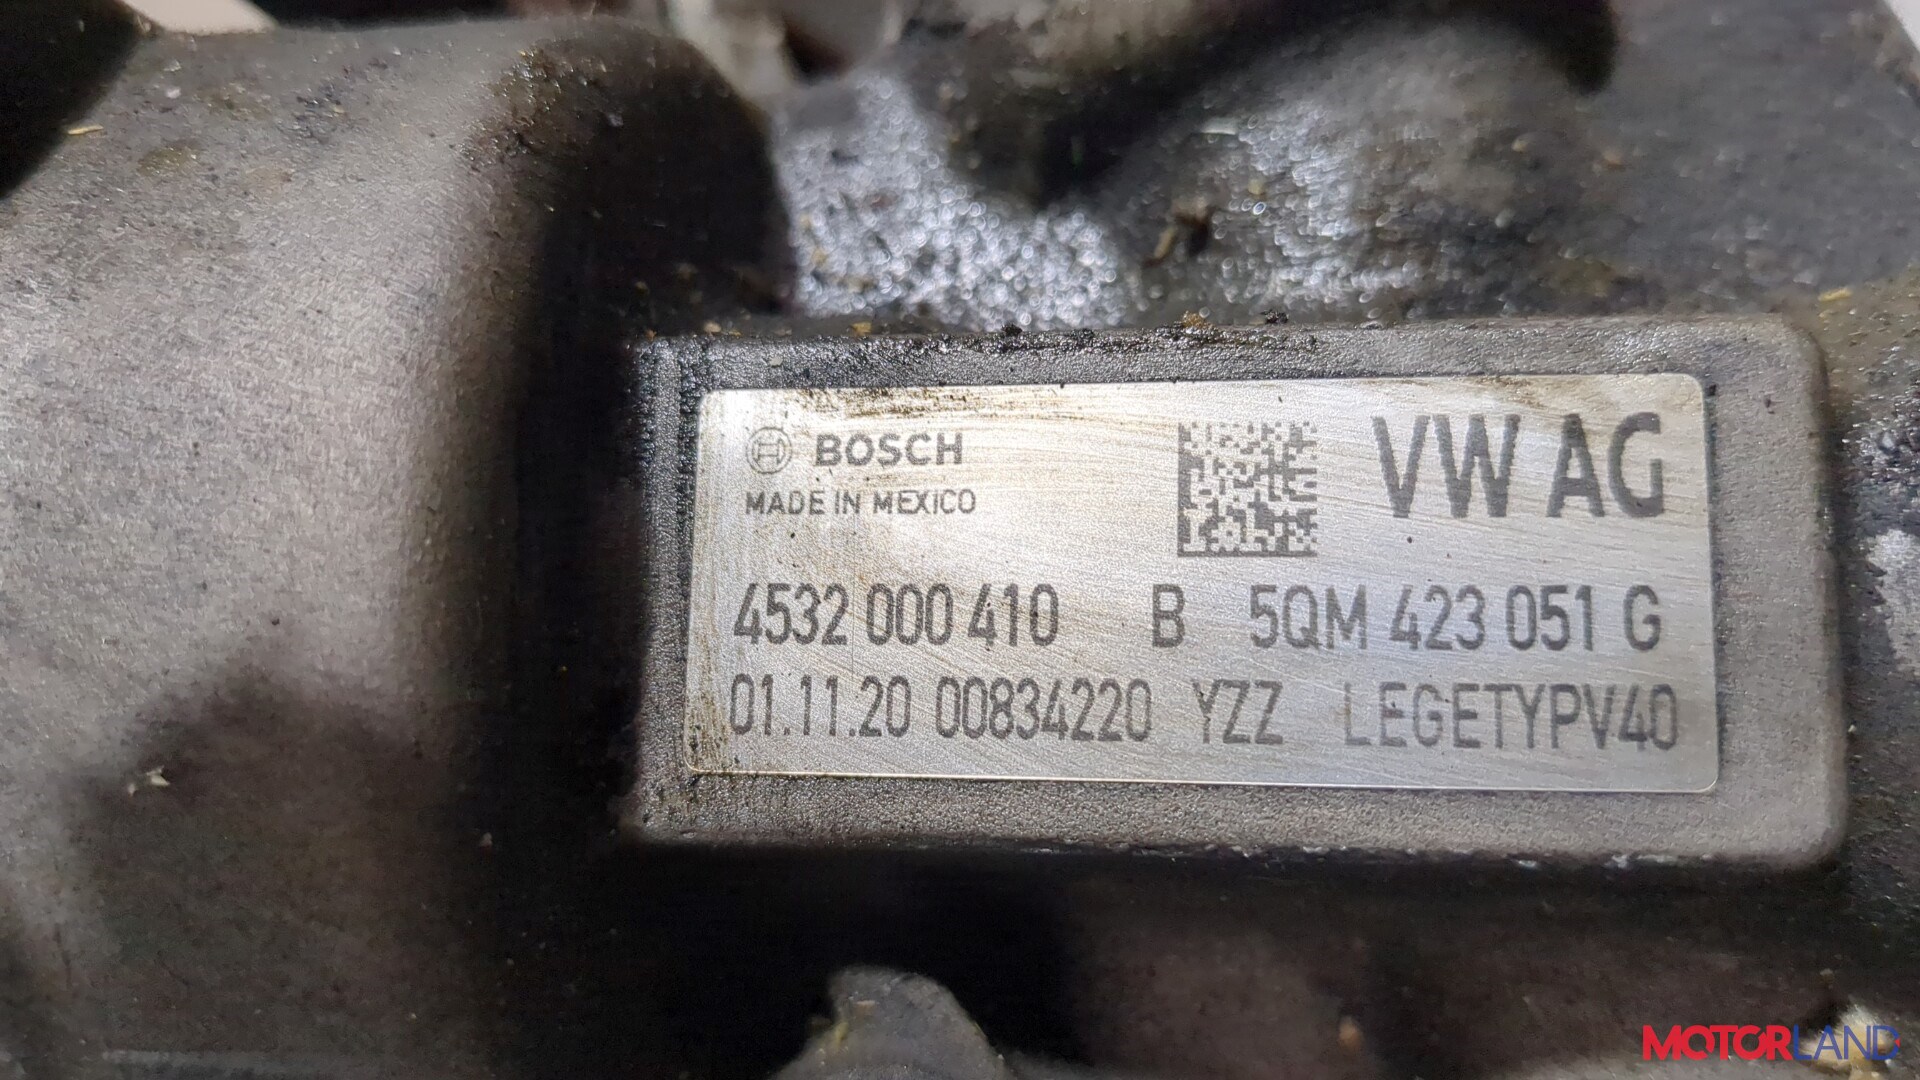 BOSCH
MADE IN MEXICO
VW AG
4532 000 410 B 5QM 423 051 G
01.11.20 00834220 YZZ LEGETYPV40
MOTORLAND